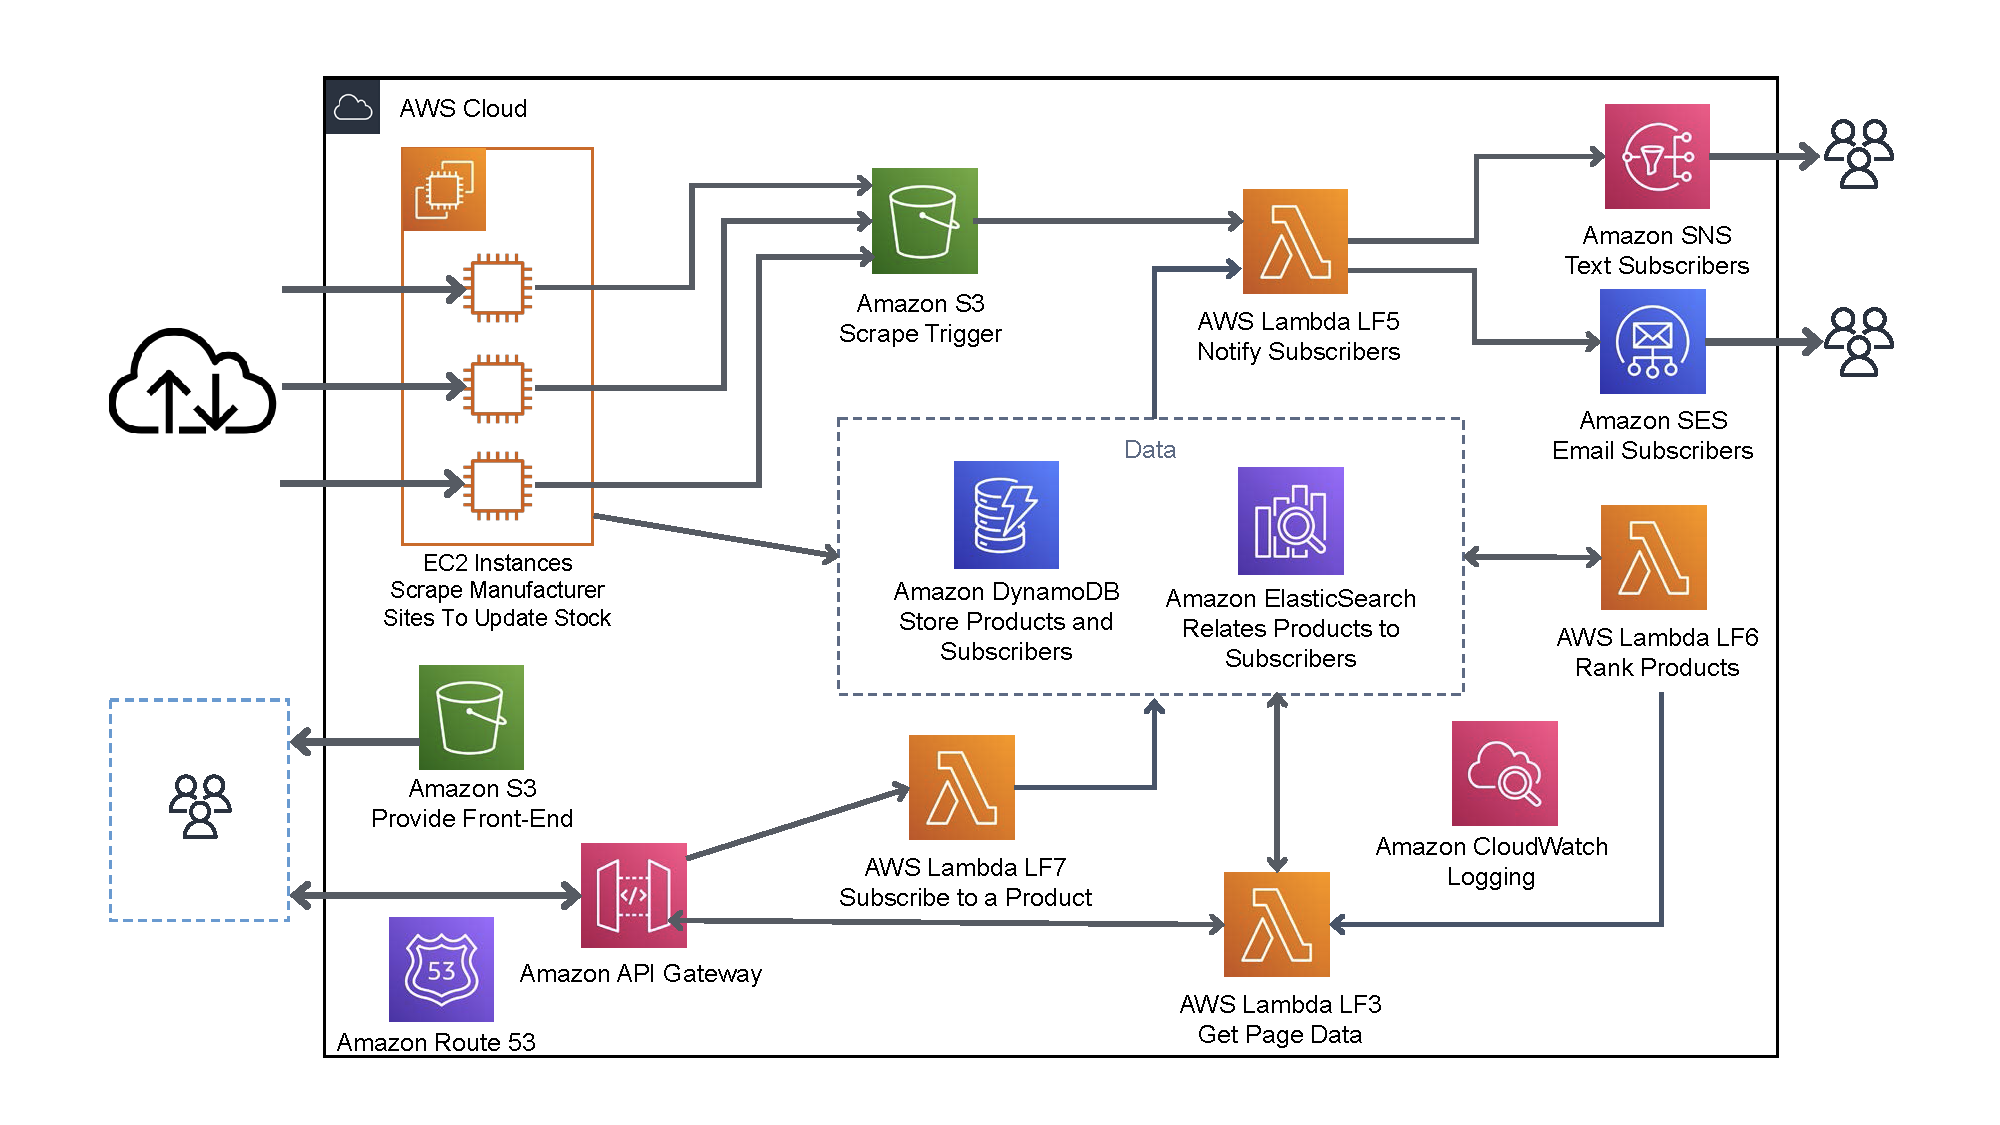 AWS Cloud
Amazon SNS
Text Subscribers
Amazon S3
Scrape Trigger
AWS Lambda LF5
Notify Subscribers
Amazon SES
Email Subscribers
Data
EC2 Instances
Scrape Manufacturer
Sites To Update Stock
Amazon DynamoDB
Store Products and
Subscribers
Amazon ElasticSearch
Relates Products to
Subscribers
AWS Lambda LF6
Rank Products
Amazon S3
Provide Front-End
AWS Lambda LF7
Subscribe to a Product
Amazon CloudWatch
Logging
</>
Amazon API Gateway
53
Amazon Route 53
AWS Lambda LF3
Get Page Data